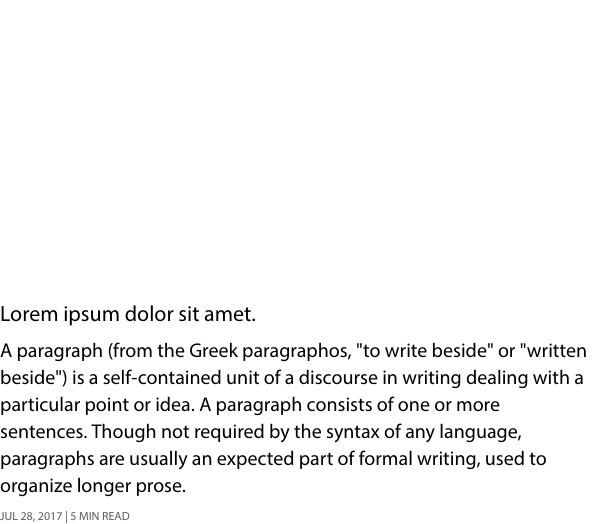 Lorem ipsum dolor sit amet.
A paragraph (from the Greek paragraphos, "to write beside" or "written
beside") is a self-contained unit of a discourse in writing dealing with a
particular point or idea. A paragraph consists of one or more
sentences. Though not required by the syntax of any language,
paragraphs are usually an expected part of formal writing, used to
organize longer prose.
JUL 28, 2017 | 5 MIN READ